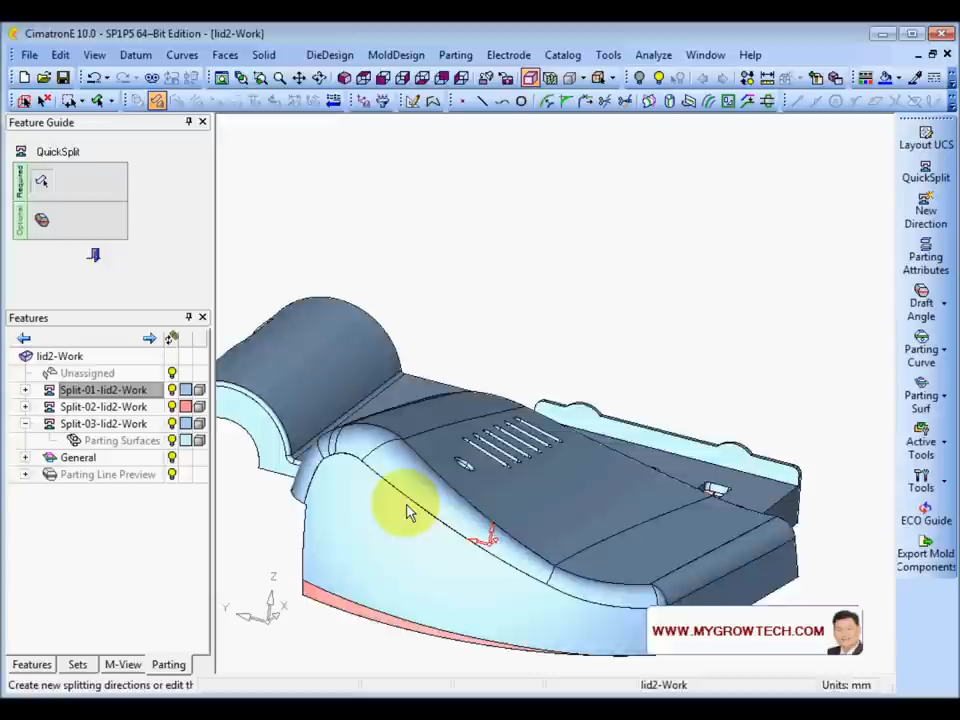 CimatronE 10.0 - SP1P5 64–Bit Edition - [lid2-Work]
File Edit View Datum Curves Faces Solid DieDesign MoldDesign Parting Electrode Catalog Tools Analyze Window Help
Feature Guide
QuickSplit
Required
Optional
Features
lid2-Work
Unassigned
Split-01-lid2-Work
Split-02-lid2-Work
Split-03-lid2-Work
Parting Surfaces
General
Parting Line Preview
Features Sets M-View Parting
Create new splitting directions or edit th
lid2-Work
Units: mm
Z
Y
X
WWW.MYGROWTECH.COM
Layout UCS
QuickSplit
New
Direction
Parting
Attributes
Draft
Angle
Parting
Curve
Parting
Surf
Active
Tools
Tools
ECO Guide
Export Mold
Components